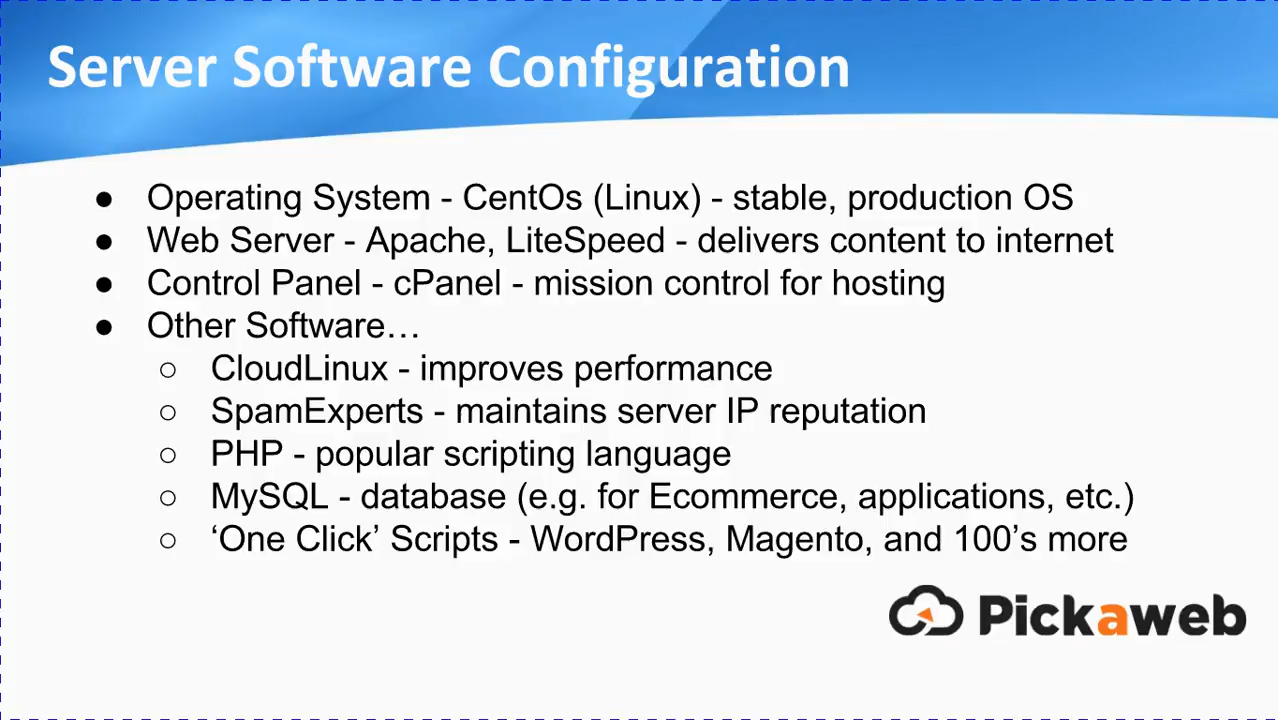 Server Software Configuration
● Operating System - CentOs (Linux) - stable, production OS
● Web Server - Apache, LiteSpeed - delivers content to internet
● Control Panel - cPanel - mission control for hosting
● Other Software…
○ CloudLinux - improves performance
○ SpamExperts - maintains server IP reputation
○ PHP - popular scripting language
○ MySQL - database (e.g. for Ecommerce, applications, etc.)
○ ‘One Click’ Scripts - WordPress, Magento, and 100’s more
Pickaweb